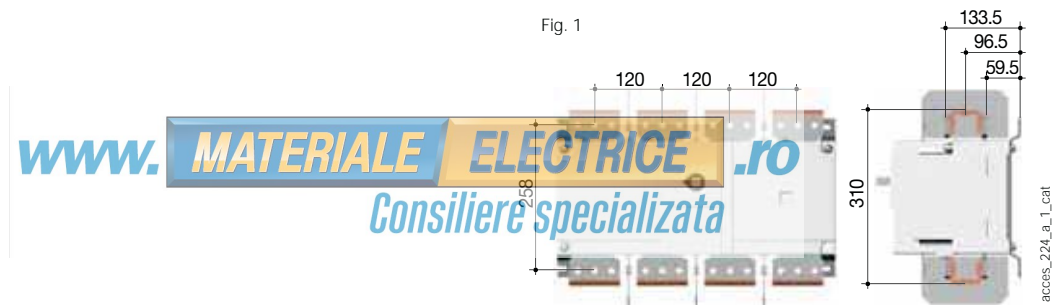 Fig. 1
133.5
96.5
59.5
120 120 120
www. MATERIALE ELECTRICE .ro
Consiliere specializata
258
310
acces_224_a_1_cat